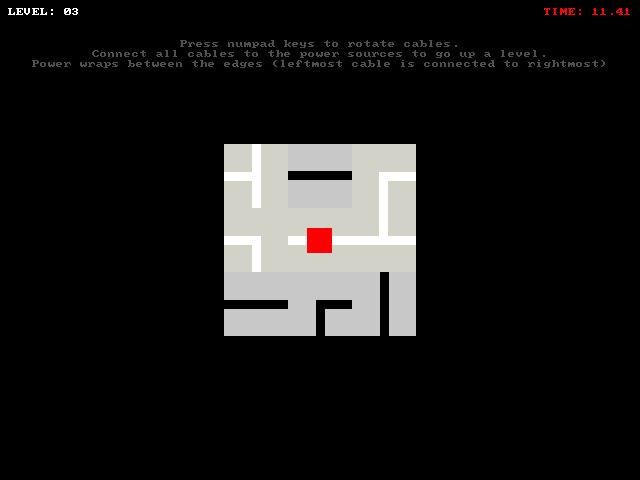 LEVEL: 03
TIME: 11.41
Press numpad keys to rotate cables.
Connect all cables to the power sources to go up a level.
Power wraps between the edges (leftmost cable is connected to rightmost)